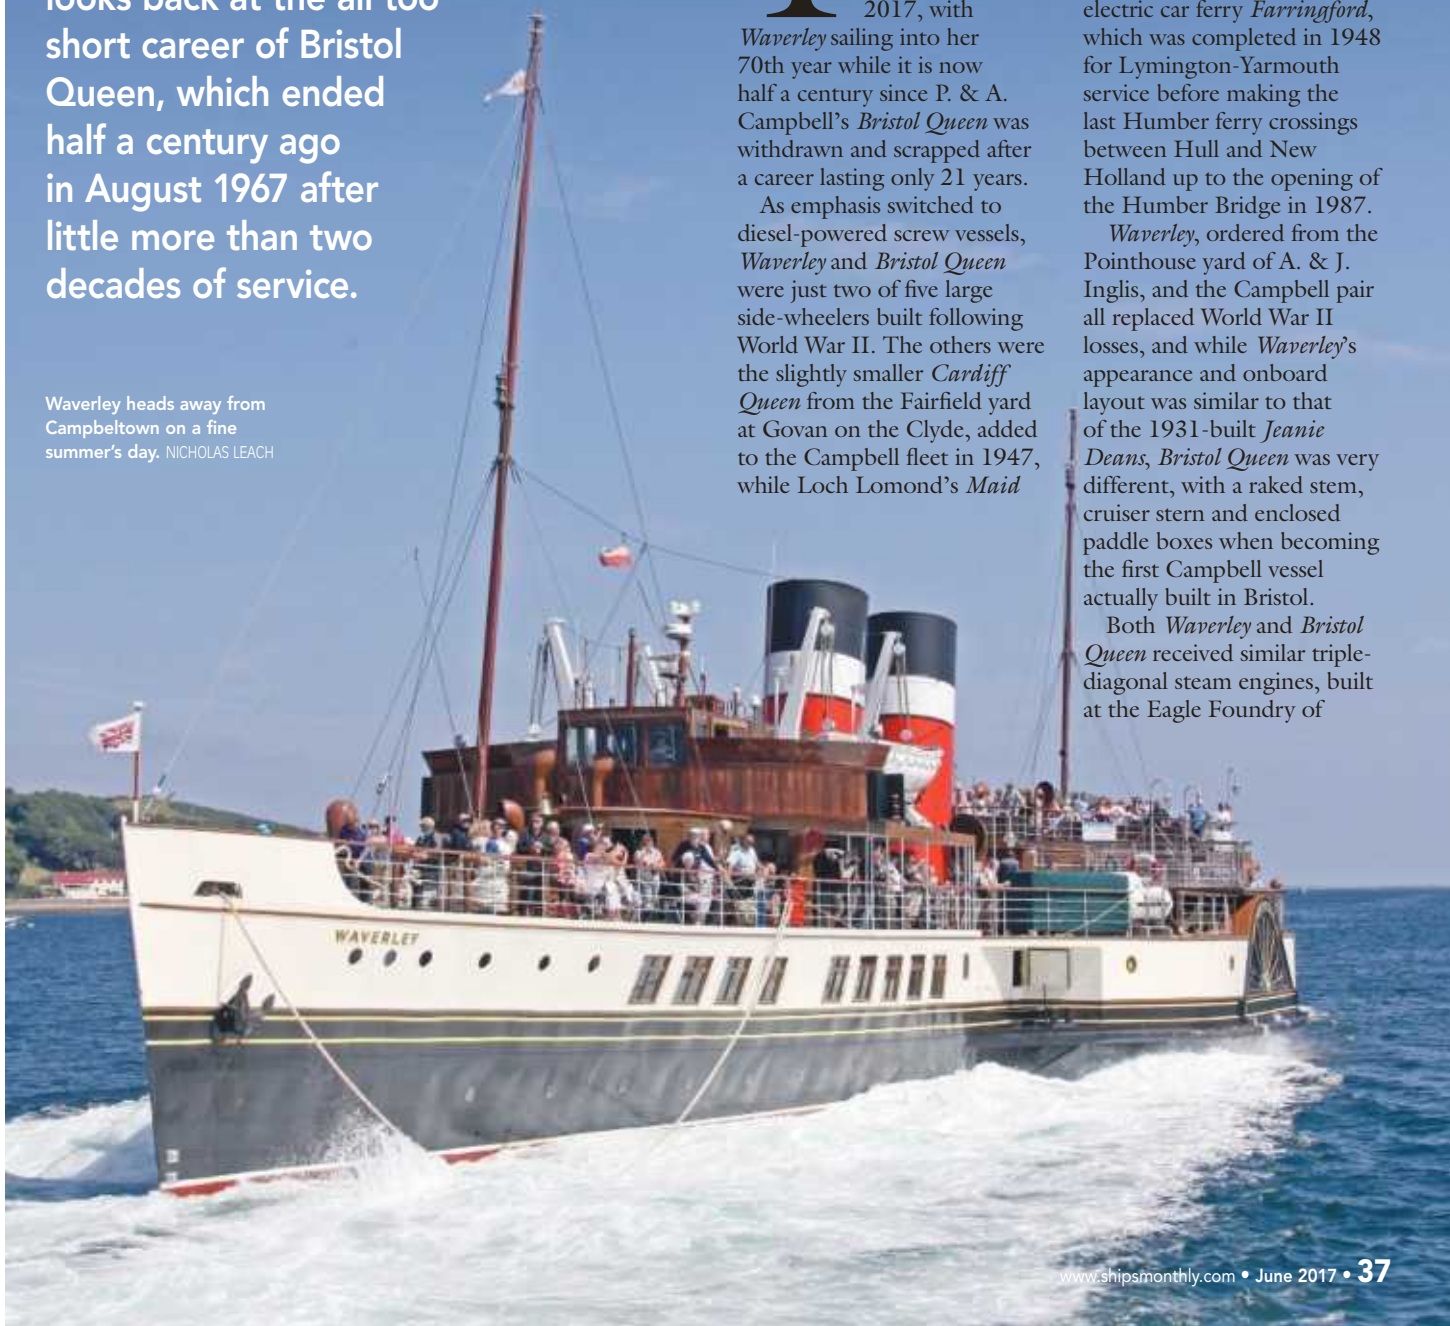 looks back at the all too
short career of Bristol
Queen, which ended
half a century ago
in August 1967 after
little more than two
decades of service.
Waverley heads away from
Campbeltown on a fine
summer's day. NICHOLAS LEACH
2017, with
Waverley sailing into her
70th year while it is now
half a century since P. & A.
Campbell's Bristol Queen was
withdrawn and scrapped after
a career lasting only 21 years.
As emphasis switched to
diesel-powered screw vessels,
Waverley and Bristol Queen
were just two of five large
side-wheelers built following
World War II. The others were
the slightly smaller Cardiff
Queen from the Fairfield yard
at Govan on the Clyde, added
to the Campbell fleet in 1947,
while Loch Lomond's Maid
electric car ferry Farringford,
which was completed in 1948
for Lymington-Yarmouth
service before making the
last Humber ferry crossings
between Hull and New
Holland up to the opening of
the Humber Bridge in 1987.
Waverley, ordered from the
Pointhouse yard of A. & J.
Inglis, and the Campbell pair
all replaced World War II
losses, and while Waverley's
appearance and onboard
layout was similar to that
of the 1931-built Jeanie
Deans, Bristol Queen was very
different, with a raked stem,
cruiser stern and enclosed
paddle boxes when becoming
the first Campbell vessel
actually built in Bristol.
Both Waverley and Bristol
Queen received similar triple-
diagonal steam engines, built
at the Eagle Foundry of
WAVERLEY
www.shipsmonthly.com • June 2017 • 37